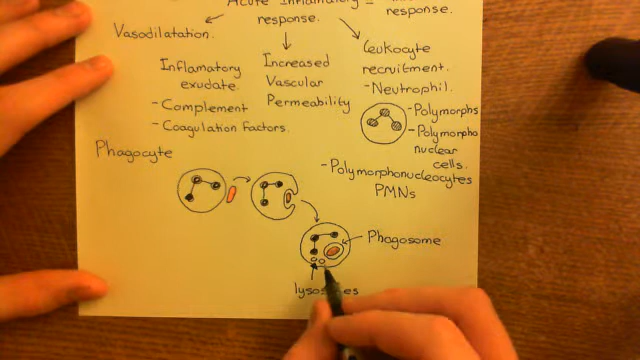 Acute Inflamatory =
response.
response.
Vasodilatation.
Inflamatory
exudate.
- Complement
- Coagulation factors.
Increased
Vascular
Permeability
Leukocyte
recruitment.
- Neutrophil.
- Polymorphs
- Polymorpho
nuclear
cells.
- Polymorphonucleocytes
PMNs
Phagocyte
Phagosome
lysosomes